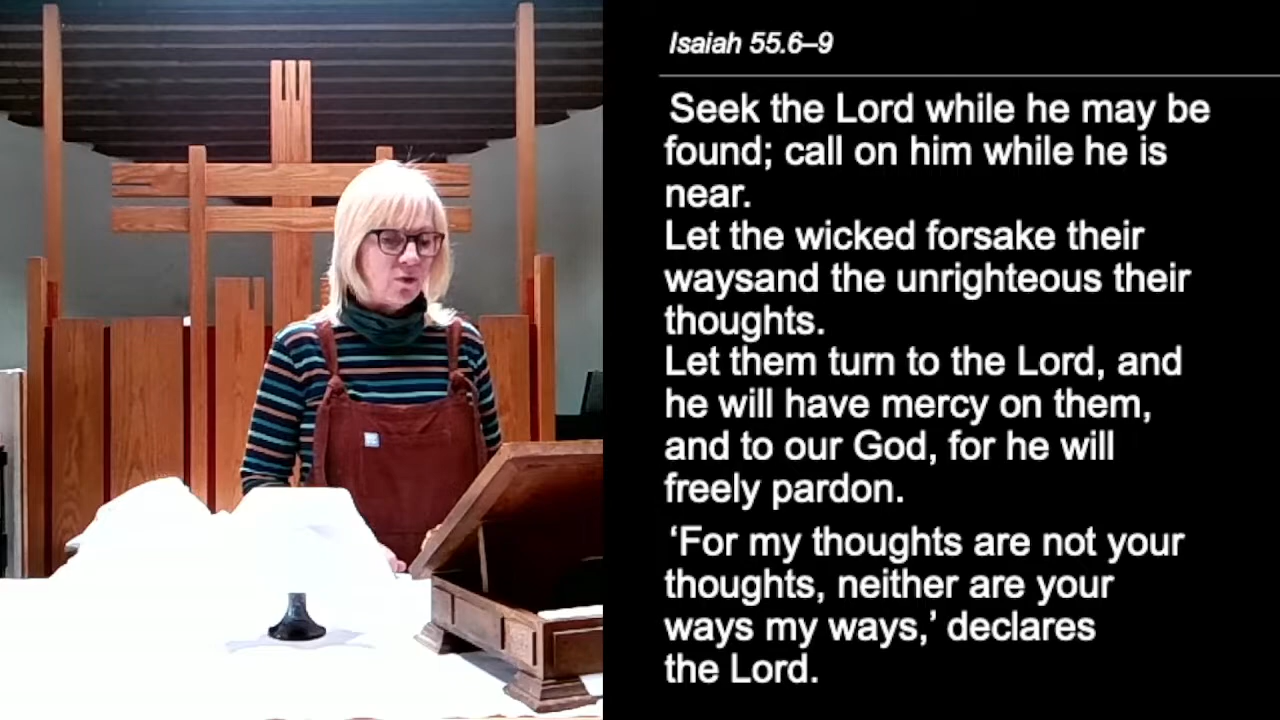 Isaiah 55.6–9
Seek the Lord while he may be
found; call on him while he is
near.
Let the wicked forsake their
waysand the unrighteous their
thoughts.
Let them turn to the Lord, and
he will have mercy on them,
and to our God, for he will
freely pardon.
‘For my thoughts are not your
thoughts, neither are your
ways my ways,’ declares
the Lord.